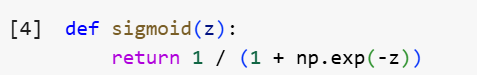 [4] def sigmoid(z):
return 1 / (1 + np.exp(-z))